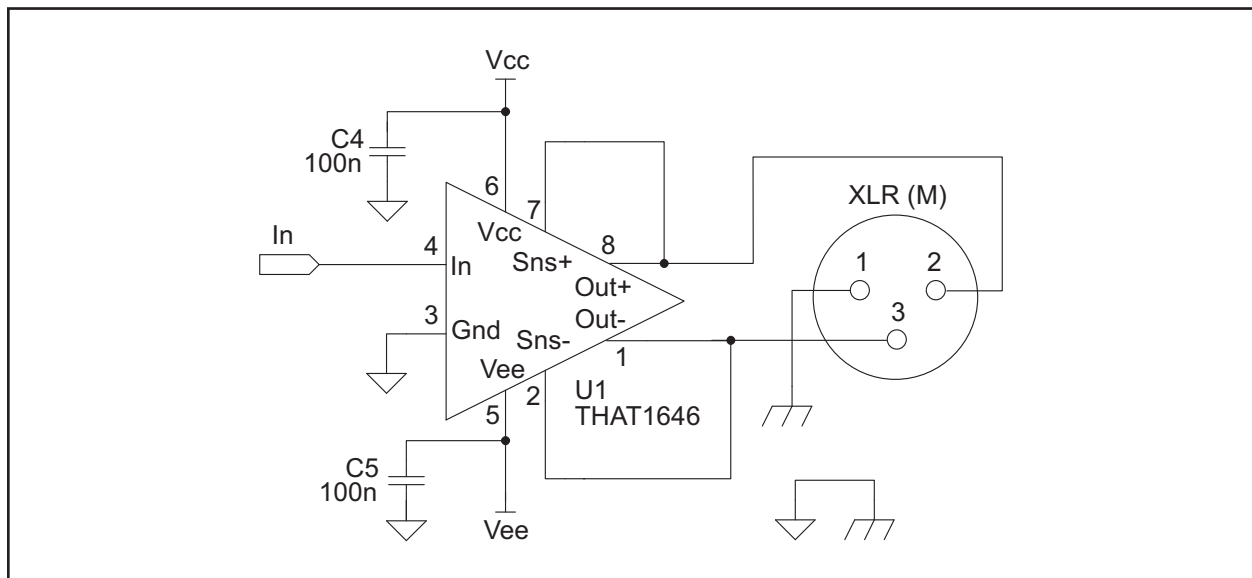 Vcc
C4
100n
6
7
Vcc
XLR (M)
In
4
In
Sns+
8
Out+
1
2
3
Gnd
Out-
3
Sns-
1
Vee
2
U1
THAT1646
5
C5
100n
Vee